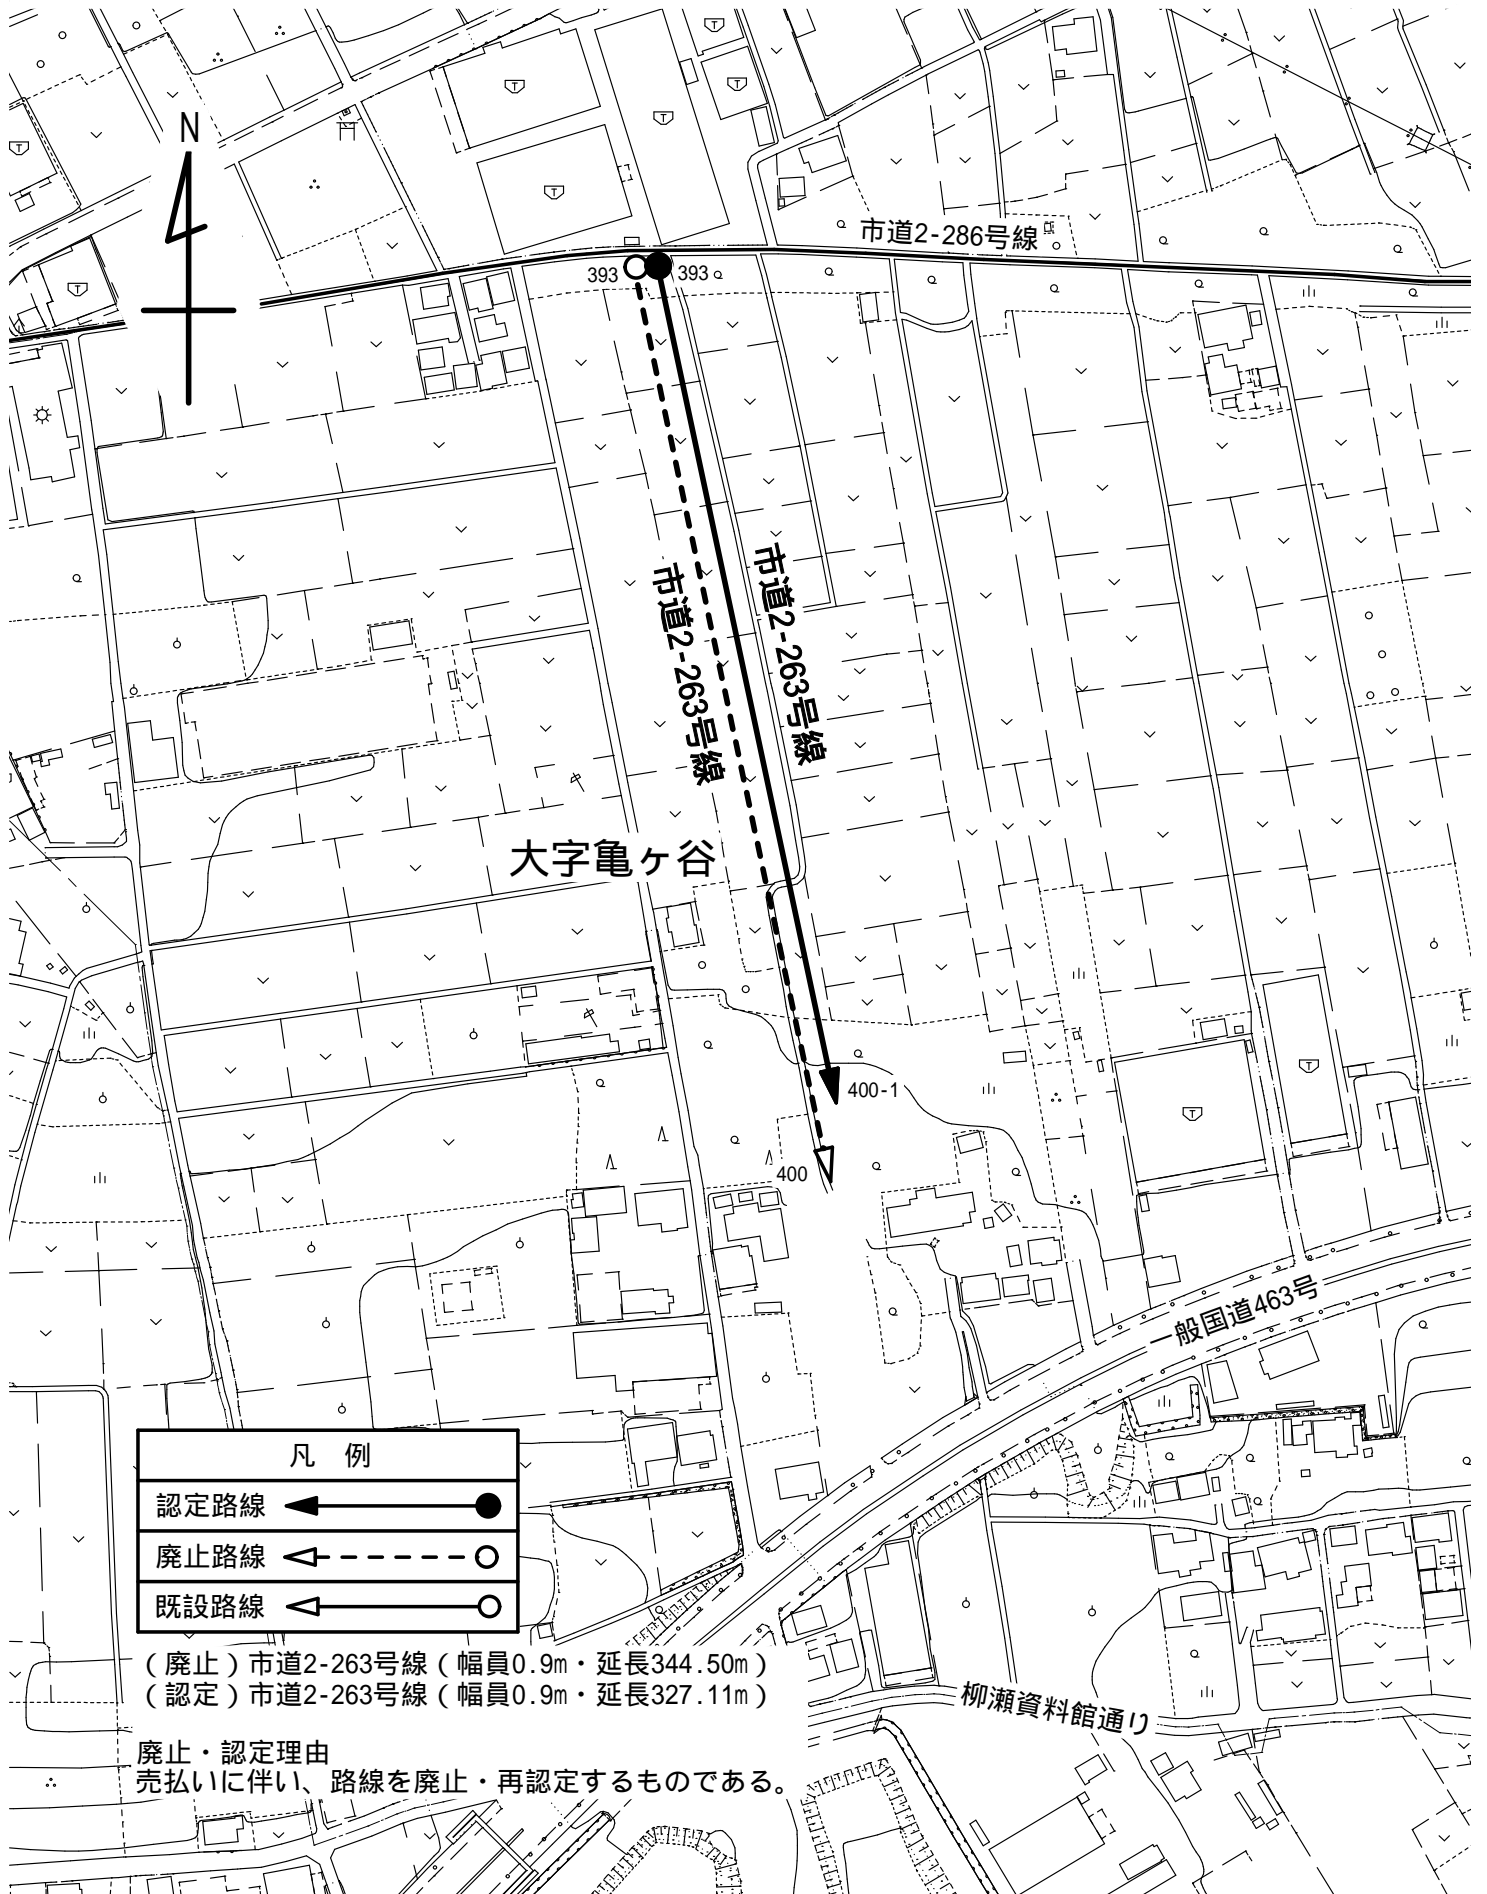 N
市道2-286号線
393
393
市道2-263号線
市道2-263号線
大字亀ヶ谷
400-1
400
一般国道463号
凡 例
認定路線
廃止路線
既設路線
(廃止)市道2-263号線(幅員0.9m・延長344.50m)
(認定)市道2-263号線(幅員0.9m・延長327.11m)
柳瀬資料館通り
廃止・認定理由
売払いに伴い、路線を廃止・再認定するものである。